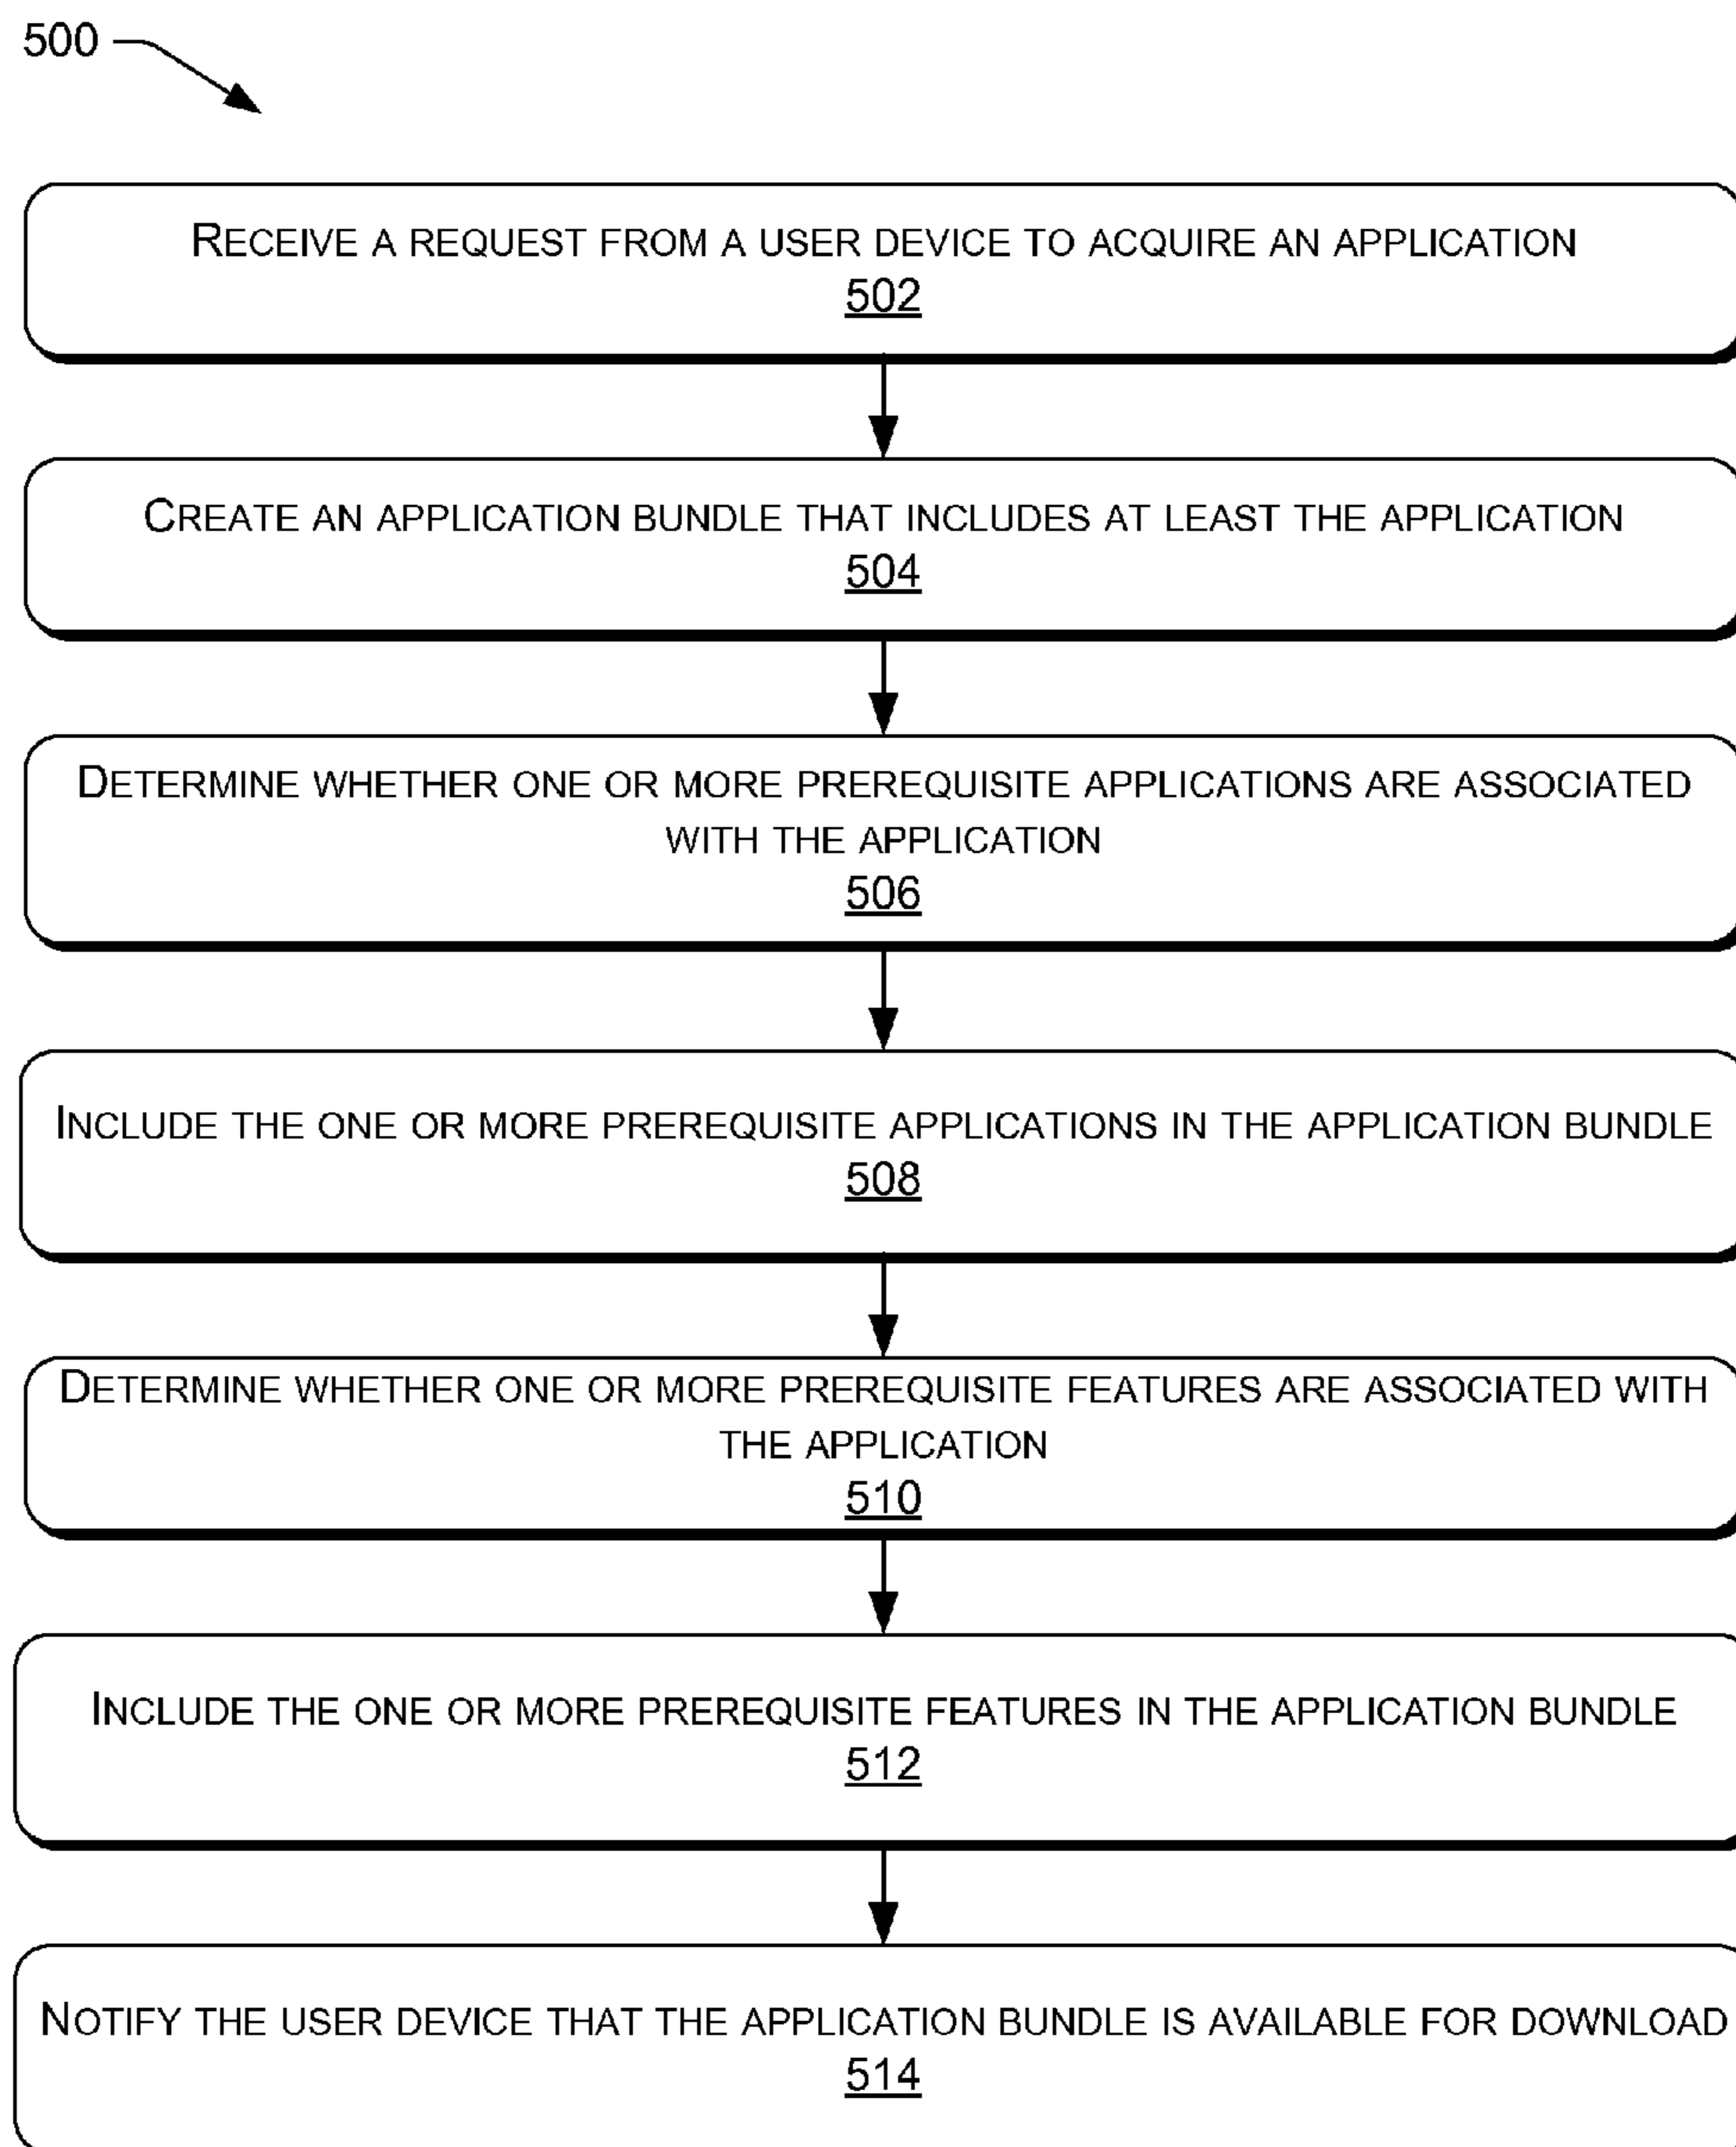 500
RECEIVE A REQUEST FROM A USER DEVICE TO ACQUIRE AN APPLICATION
502
CREATE AN APPLICATION BUNDLE THAT INCLUDES AT LEAST THE APPLICATION
504
DETERMINE WHETHER ONE OR MORE PREREQUISITE APPLICATIONS ARE ASSOCIATED
WITH THE APPLICATION
506
INCLUDE THE ONE OR MORE PREREQUISITE APPLICATIONS IN THE APPLICATION BUNDLE
508
DETERMINE WHETHER ONE OR MORE PREREQUISITE FEATURES ARE ASSOCIATED WITH
THE APPLICATION
510
INCLUDE THE ONE OR MORE PREREQUISITE FEATURES IN THE APPLICATION BUNDLE
512
NOTIFY THE USER DEVICE THAT THE APPLICATION BUNDLE IS AVAILABLE FOR DOWNLOAD
514